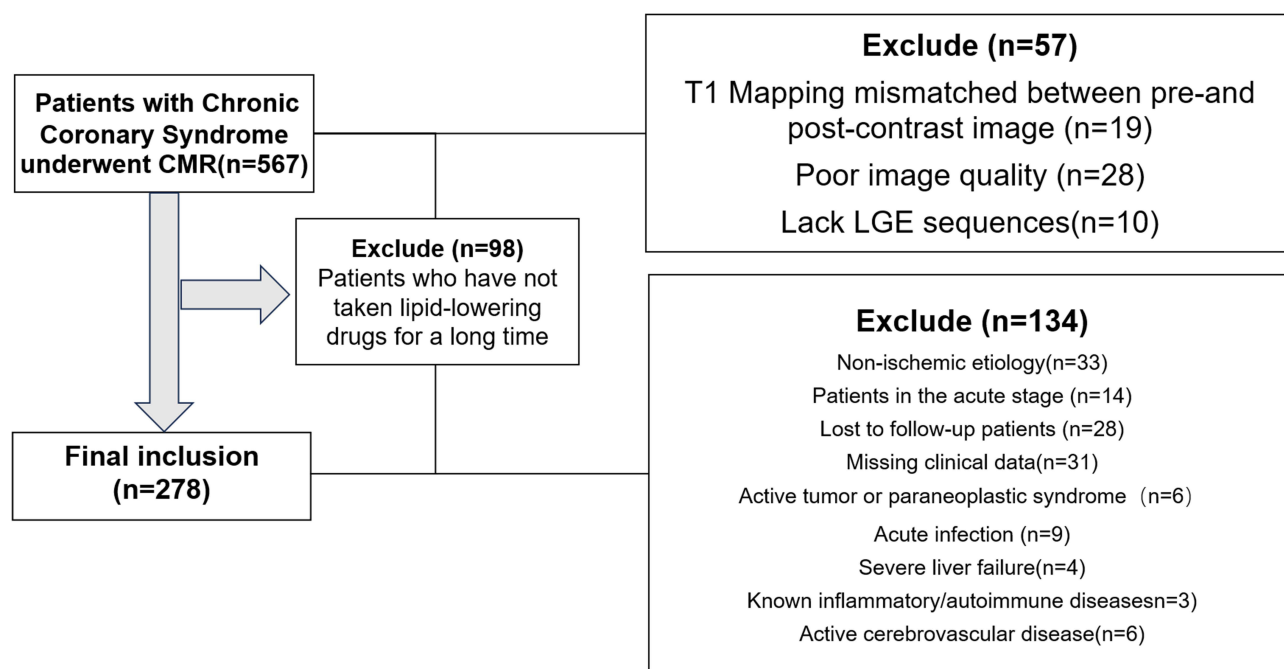 Patients with Chronic
Coronary Syndrome
underwent CMR(n=567)
Exclude (n=57)
T1 Mapping mismatched between pre-and
post-contrast image (n=19)
Poor image quality (n=28)
Lack LGE sequences(n=10)
Exclude (n=98)
Patients who have not
taken lipid-lowering
drugs for a long time
Exclude (n=134)
Non-ischemic etiology(n=33)
Patients in the acute stage (n=14)
Lost to follow-up patients (n=28)
Missing clinical data(n=31)
Active tumor or paraneoplastic syndrome（n=6）
Acute infection (n=9)
Severe liver failure(n=4)
Known inflammatory/autoimmune diseasesn=3)
Active cerebrovascular disease(n=6)
Final inclusion
(n=278)